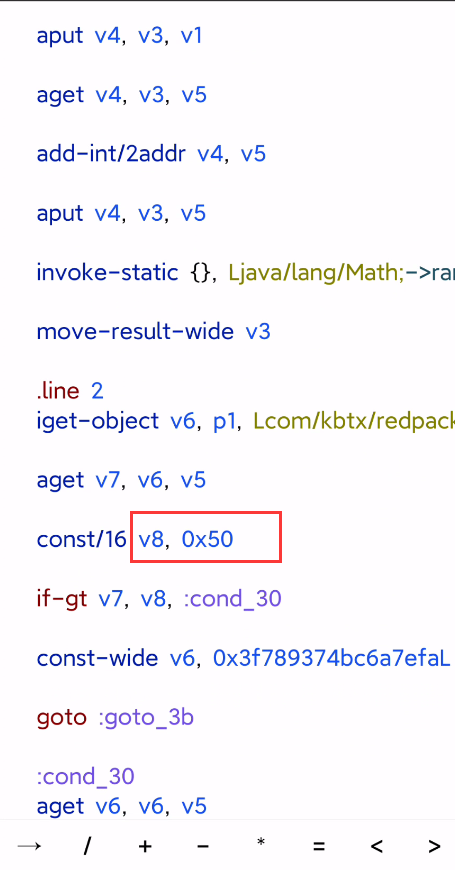 aput v4, v3, v1
aget v4, v3, v5
add-int/2addr v4, v5
aput v4, v3, v5
invoke-static {}, Ljava/lang/Math;->ra
move-result-wide v3
.line 2
iget-object v6, p1, Lcom/kbtx/redpack
aget v7, v6, v5
const/16 v8, 0x50
if-gt v7, v8, :cond_30
const-wide v6, 0x3f789374bc6a7efaL
goto :goto_3b
:cond_30
aget v6, v6, v5
→ / + - * = < >